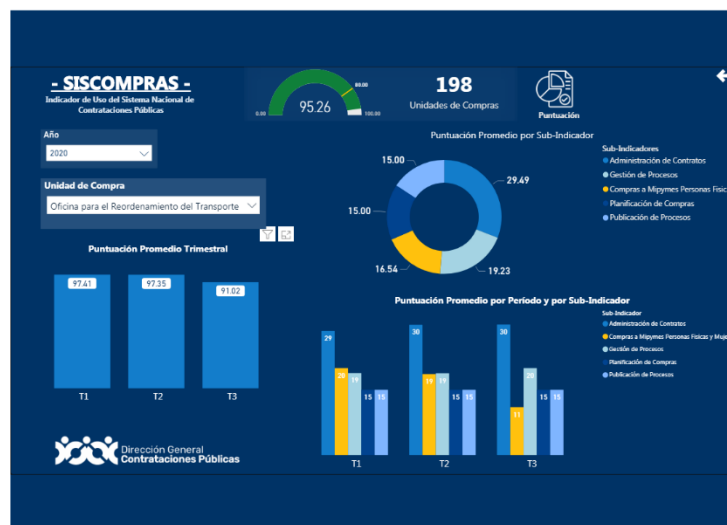 - SISCOMPRAS -
Indicador de Uso del Sistema Nacional de
Contrataciones Públicas
80.00
0.00
95.26
100.00
198
Unidades de Compras
Puntuación
Año
2020
Unidad de Compra
Oficina para el Reordenamiento del Transporte
Puntuación Promedio por Sub-Indicador
15.00
29.49
15.00
16.54
19.23
Sub-Indicadores
Administración de Contratos
Gestión de Procesos
Compras a Mipymes Personas Físic
Planificación de Compras
Publicación de Procesos
Puntuación Promedio Trimestral
97.41
97.35
91.02
T1
T2
T3
Puntuación Promedio por Período y por Sub-Indicador
29
20
19
15
15
30
19
19
15
15
30
11
20
15
15
T1
T2
T3
Sub-Indicador
Administración de Contratos
Compras a Mipymes Personas Físicas y Muje
Gestión de Procesos
Planificación de Compras
Publicación de Procesos
Dirección General
Contrataciones Públicas